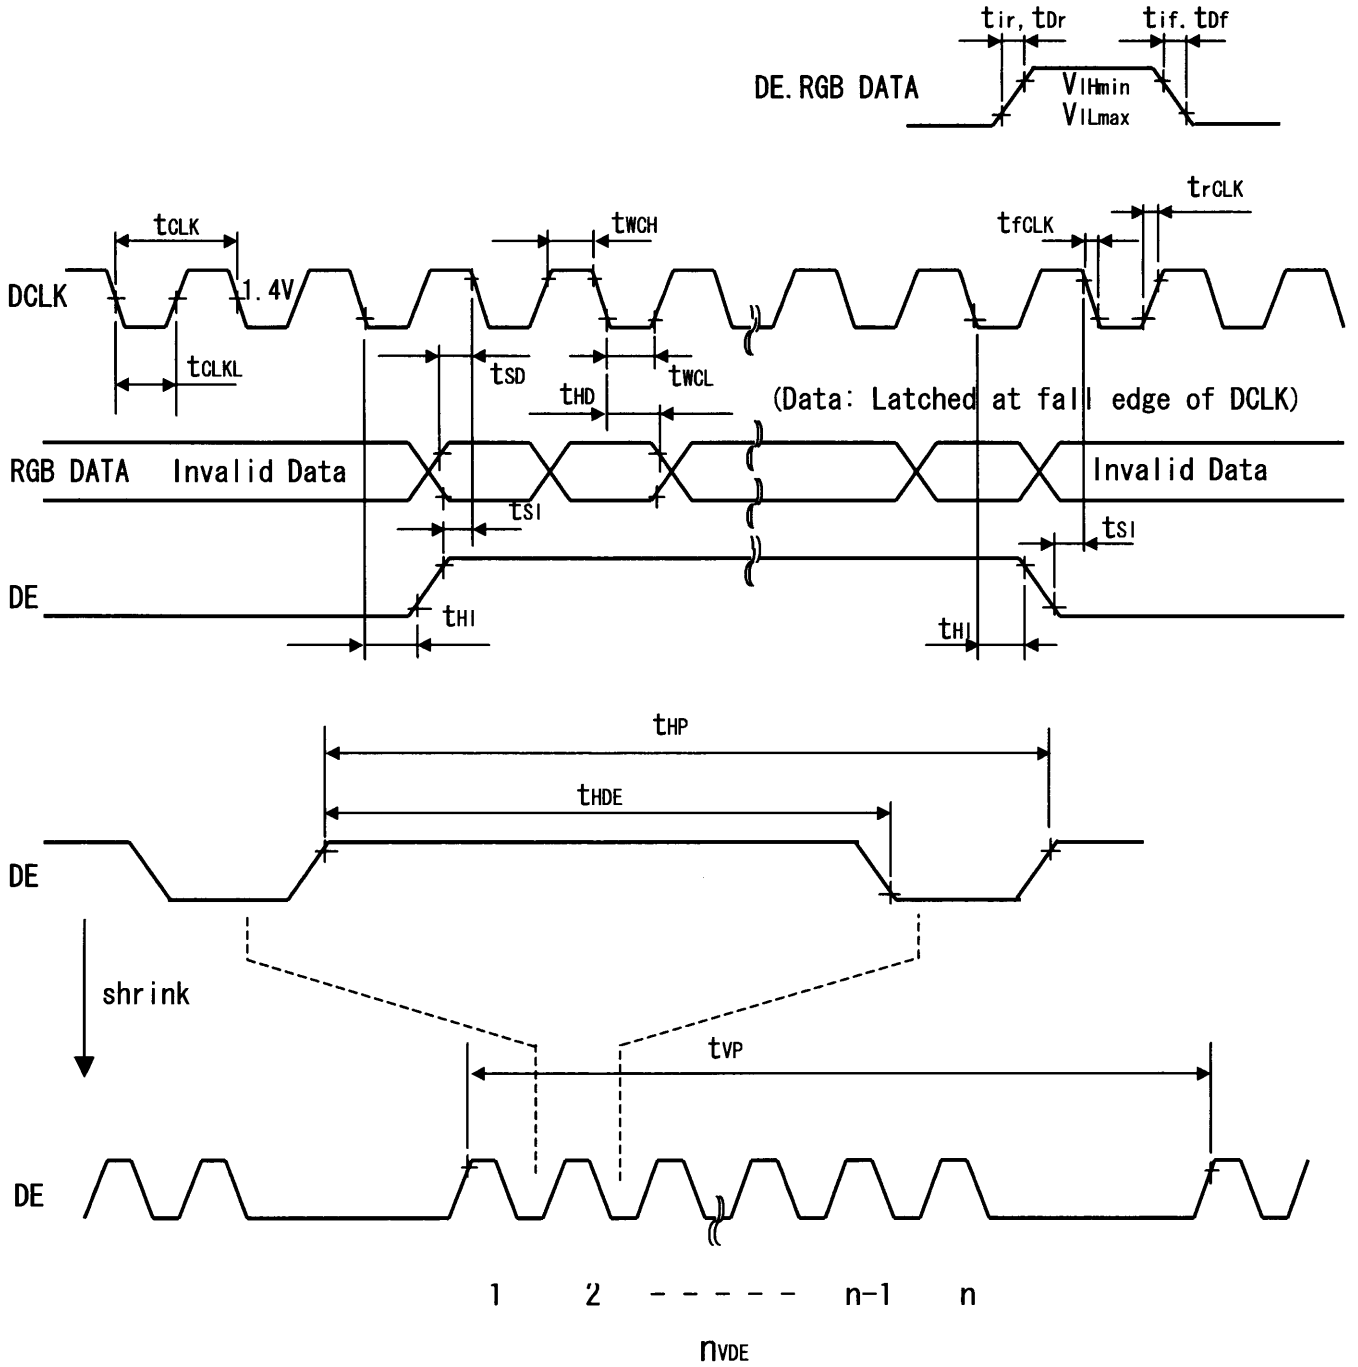 tir, tDr
tif. tDf
DE. RGB DATA
VIHmin
VILmax
trCLK
tCLK
tWCH
tfCLK
DCLK
1.4V
tCLKL
tSD
tHD
tWCL
(Data: Latched at fall edge of DCLK)
RGB DATA
Invalid Data
Invalid Data
tSI
tSI
DE
tHI
tHI
tHP
tHDE
DE
shrink
tVP
DE
1 2 - - - - - n-1 n
nVDE